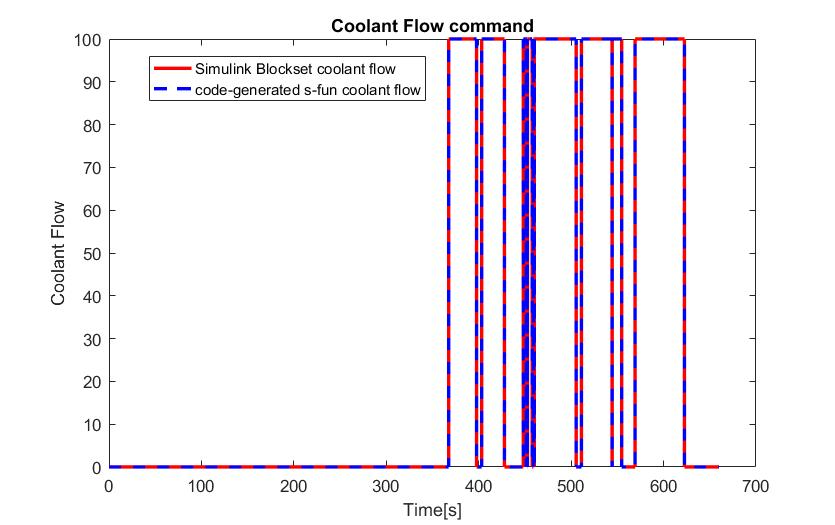 Coolant Flow command
Simulink Blockset coolant flow
code-generated s-fun coolant flow
Coolant Flow
100
90
80
70
60
50
40
30
20
10
0
0 100 200 300 400 500 600 700
Time[s]